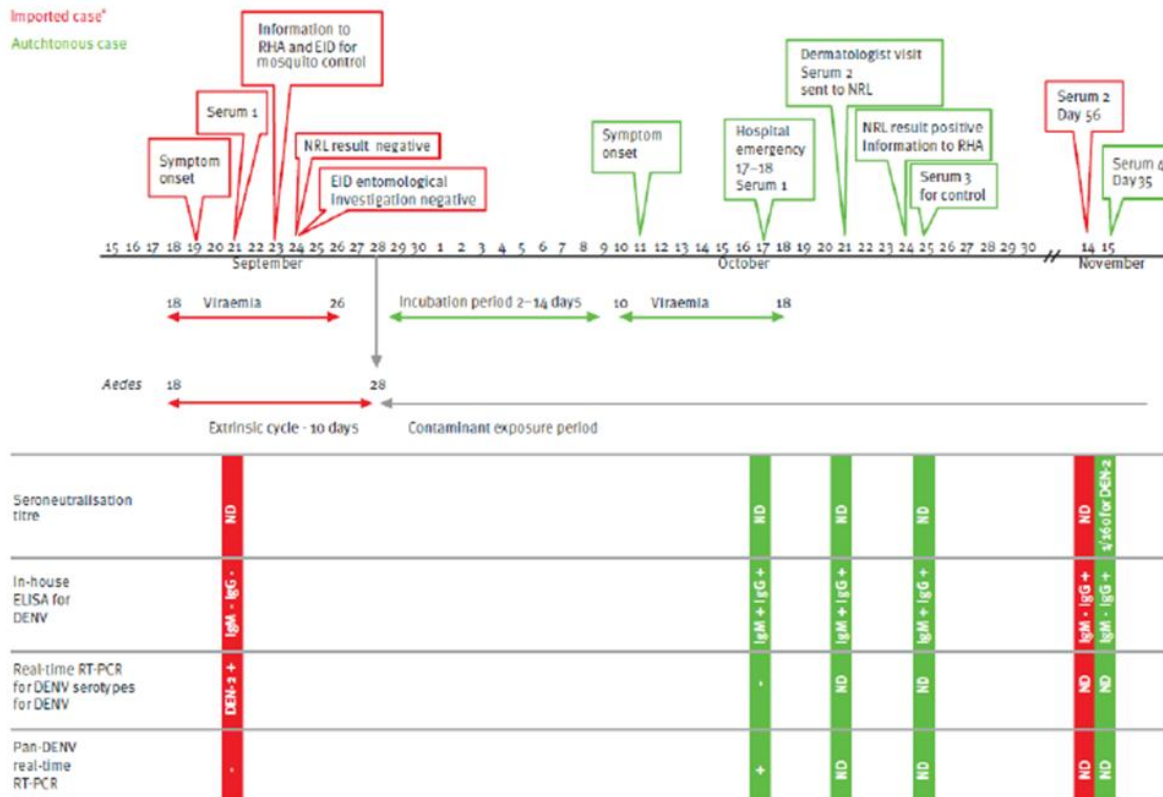 Imported case*
Autchtonous case
Information to
RHA and EID for
mosquito control
Serum 1
Symptom
onset
NRL result negative
EID entomological
investigation negative
Symptom
onset
Hospital
emergency
17–18
Serum 1
Dermatologist visit
Serum 2
sent to NRL
NRL result positive
Information to RHA
Serum 3
for control
Serum 2
Day 56
Serum 4
Day 35
15 16 17 18 19 20 21 22 23 24 25 26 27 28 29 30 1 2 3 4 5 6 7 8 9 10 11 12 13 14 15 16 17 18 19 20 21 22 23 24 25 26 27 28 29 30 // 14 15
September October November
18 Viraemia 26 Incubation period 2–14 days 10 Viraemia 18
Aedes 18 28
Extrinsic cycle - 10 days Contaminant exposure period
Seroneutralisation
titre
ND ND ND ND ND 1/160 for DEN-2
In-house
ELISA for
DENV
IgM - IgG - IgM + IgG + IgM + IgG + IgM + IgG + IgM - IgG + IgM - IgG +
Real-time RT-PCR
for DENV serotypes
for DENV
DEN-2 + - ND ND ND ND
Pan-DENV
real-time
RT-PCR
- + ND ND ND ND